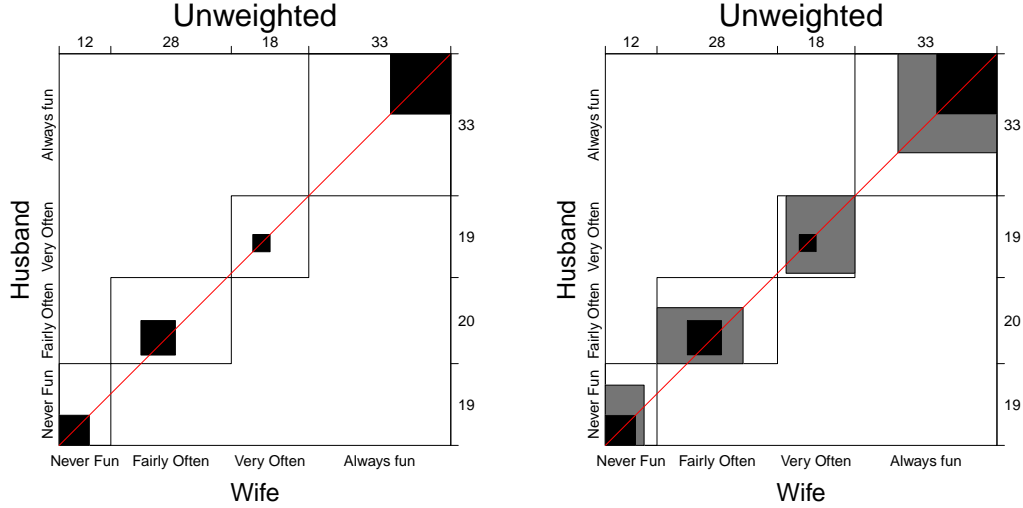 Unweighted
12 28 18 33
Always fun
33
Very Often
19
Husband
Fairly Often
20
Never Fun
19
Never Fun Fairly Often Very Often Always fun
Wife
Unweighted
12 28 18 33
Always fun
33
Very Often
19
Husband
Fairly Often
20
Never Fun
19
Never Fun Fairly Often Very Often Always fun
Wife